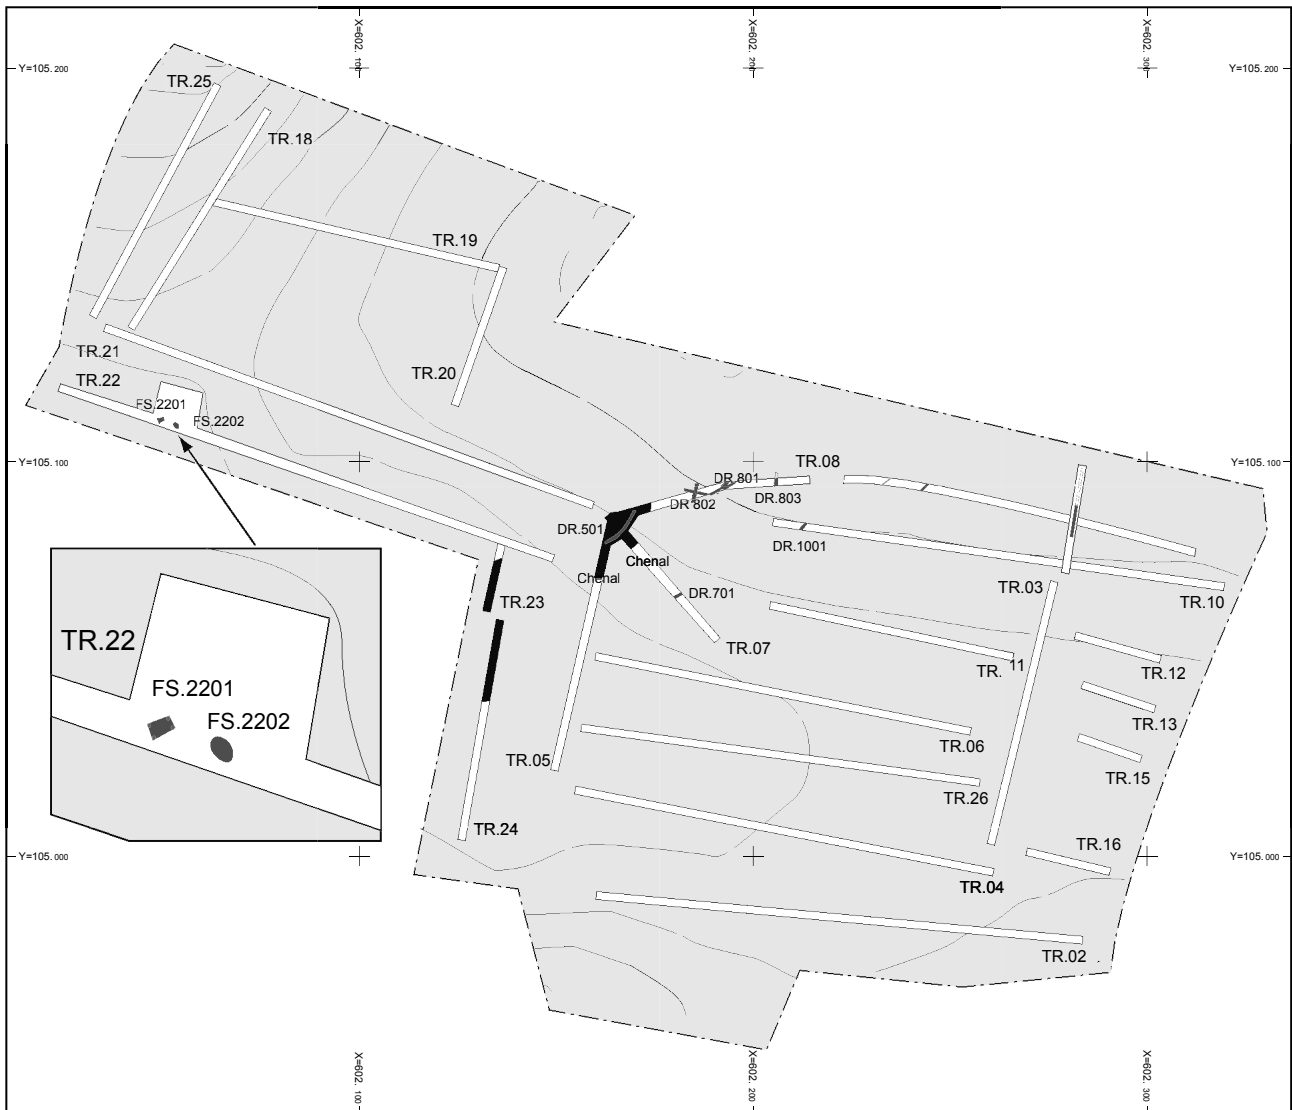 X=602. 100
X=602. 200
X=602. 300
Y=105.200
Y=105.200
TR.25
TR.18
TR.19
TR.21
TR.20
TR.22
FS.2201
FS.2202
Y=105.100
TR.08
Y=105.100
DR.801
DR.803
DR 802
DR.501
DR.1001
Chenal
Chenal
TR.03
DR.701
TR.23
TR.10
TR.22
TR.07
TR. 11
TR.12
FS.2201
FS.2202
TR.13
TR.06
TR.05
TR.15
TR.26
TR.24
TR.16
Y=105.000
Y=105.000
TR.04
TR.02
X=602. 100
X=602. 200
X=602. 300